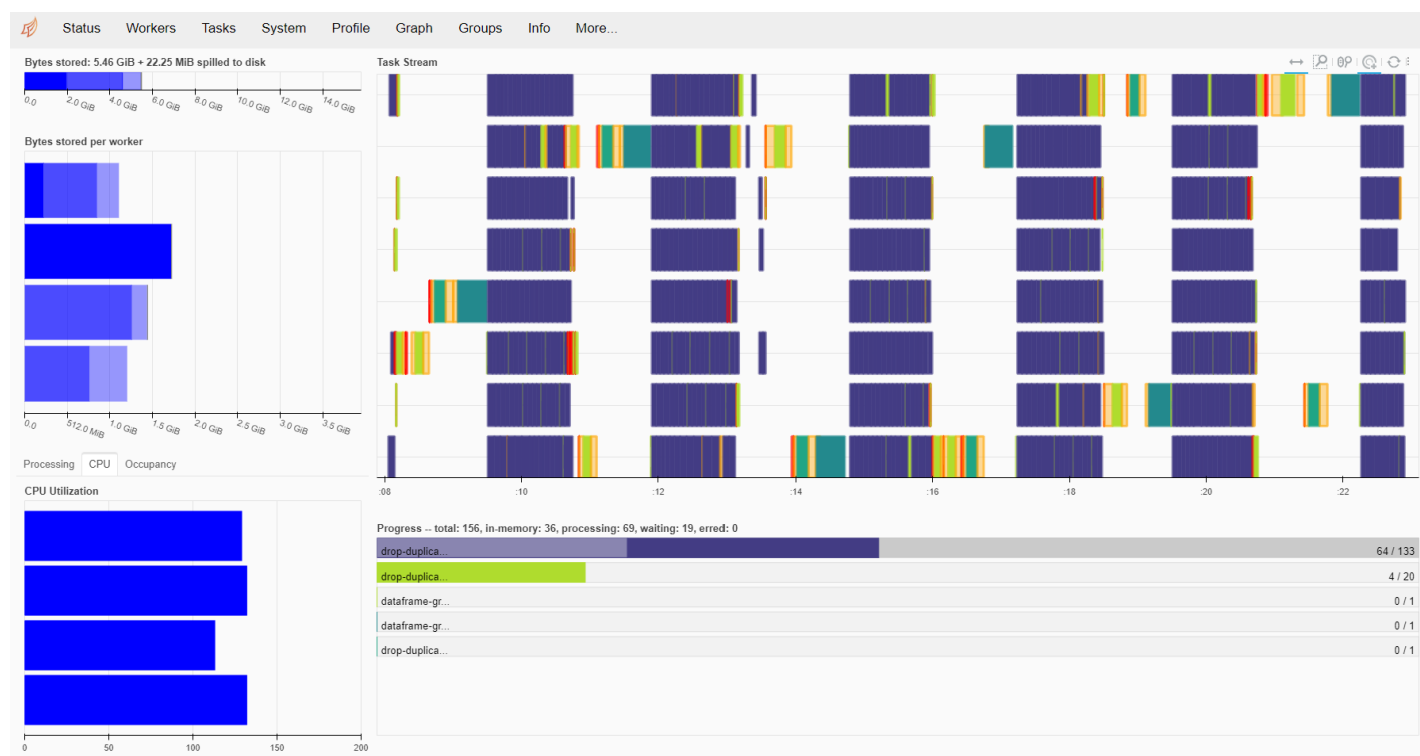 Status Workers Tasks System Profile Graph Groups Info More...
Bytes stored: 5.46 GiB + 22.25 MiB spilled to disk
0.0 2.0 GiB 4.0 GiB 6.0 GiB 8.0 GiB 10.0 GiB 12.0 GiB 14.0 GiB
Bytes stored per worker
0.0 512.0 MiB 1.0 GiB 1.5 GiB 2.0 GiB 2.5 GiB 3.0 GiB 3.5 GiB
Processing CPU Occupancy
CPU Utilization
0 50 100 150 200
Task Stream
:08 :10 :12 :14 :16 :18 :20 :22
Progress -- total: 156, in-memory: 36, processing: 69, waiting: 19, erred: 0
drop-duplica... 64 / 133
drop-duplica... 4 / 20
dataframe-gr... 0 / 1
dataframe-gr... 0 / 1
drop-duplica... 0 / 1